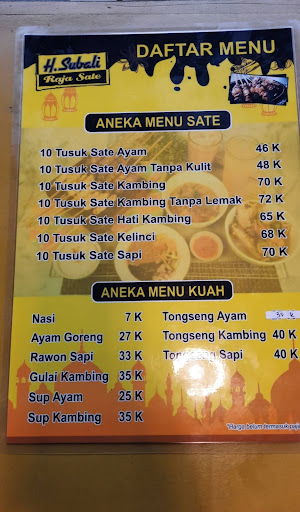 H. Subali
Raja Sate
DAFTAR MENU
ANEKA MENU SATE
10 Tusuk Sate Ayam 46 K
10 Tusuk Sate Ayam Tanpa Kulit 48 K
10 Tusuk Sate Kambing 70 K
10 Tusuk Sate Kambing Tanpa Lemak 72 K
10 Tusuk Sate Hati Kambing 65 K
10 Tusuk Sate Kelinci 68 K
10 Tusuk Sate Sapi 70 K
ANEKA MENU KUAH
Nasi 7 K
Ayam Goreng 27 K
Rawon Sapi 33 K
Gulai Kambing 35 K
Sup Ayam 25 K
Sup Kambing 35 K
Tongseng Ayam
Tongseng Kambing 40 K
Tongseng Sapi 40 K
*Harga belum termasuk